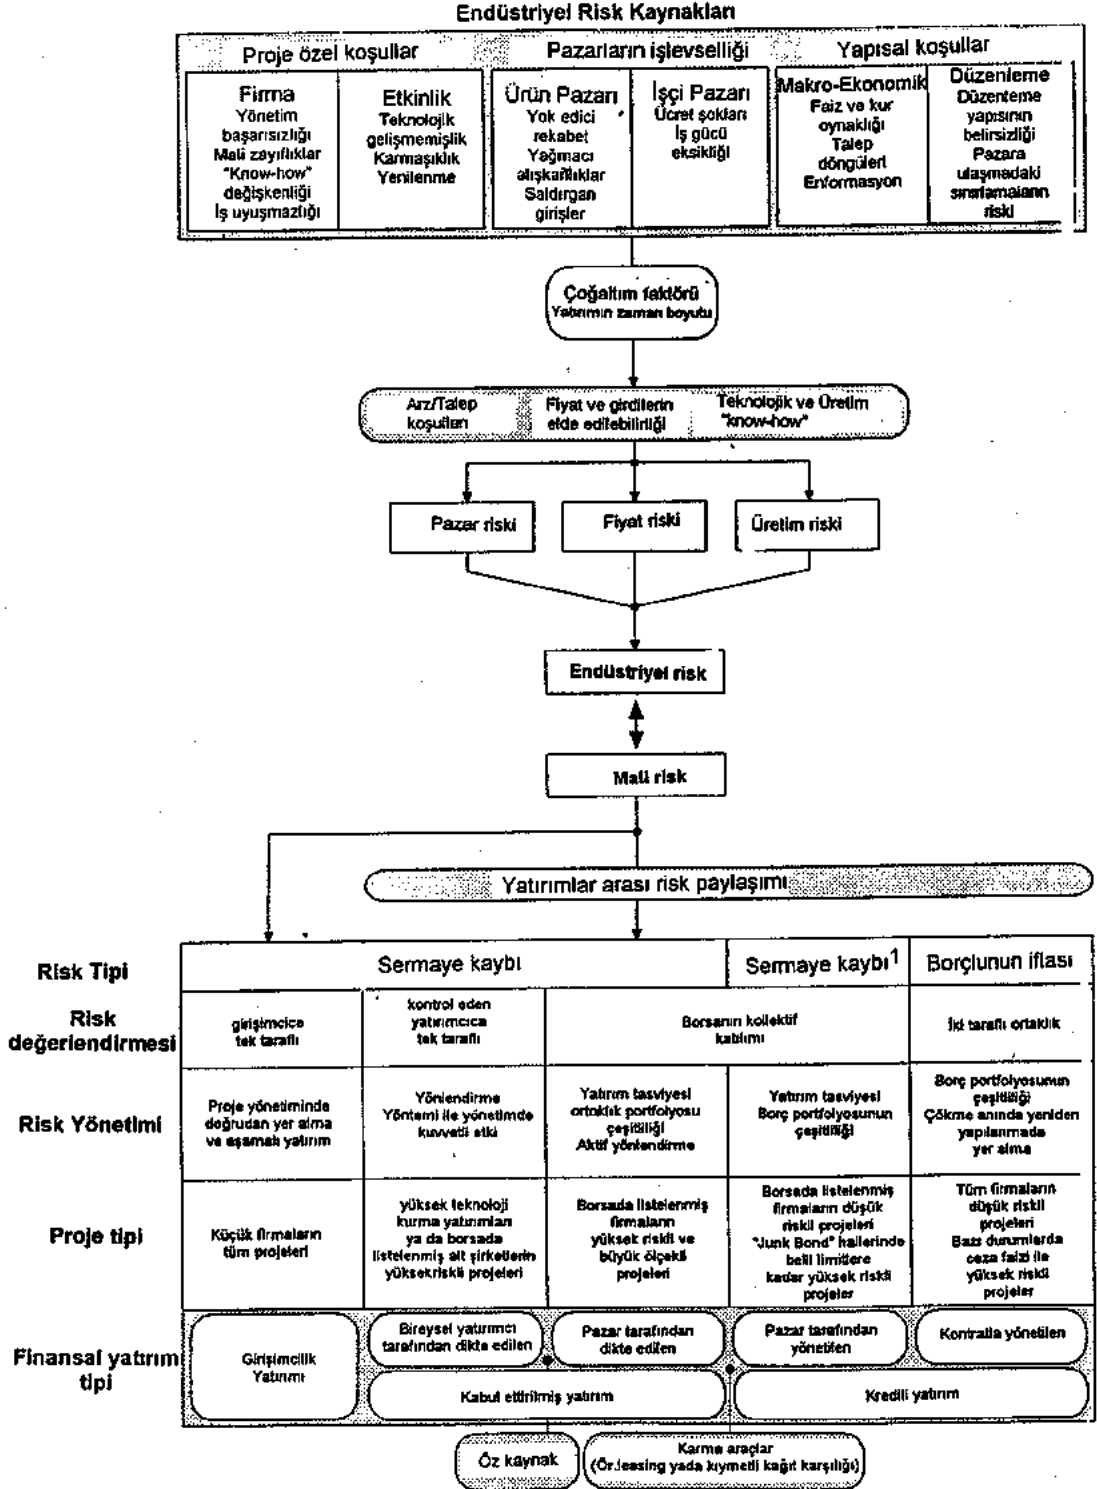 Endüstriyel Risk Kaynakları
Proje özel koşullar
Pazarların işlevselliği
Yapısal koşullar
Firma
Yönetim
başarısızlığı
Mali zayıflıklar
"Know-how"
değişkenliği
İş uyuşmazlığı
Etkinlik
Teknolojik
gelişmemişlik
Karmaşıklık
Yenilenme
Ürün Pazarı
Yok edici
rekabet
Yağmacı
alışkanlıklar
Saldırgan
girişler
İşçi Pazarı
Ücret şokları
İş gücü
eksikliği
Makro-Ekonomik
Faiz ve kur
oynaklığı
Talep
döngüleri
Enformasyon
Düzenleme
Düzenteme
yapısının
belirsizliği
Pazara
ulaşmadaki
sınırlamaların
riski
Çoğaltım faktörü
Yatırımın zaman boyutu
Arz/Talep
koşulları
Fiyat ve girdilerin
elde edilebilirliği
Teknolojik ve Üretim
"know-how"
Pazar riski
Fiyat riski
Üretim riski
Endüstriyel risk
Mali risk
Yatırımlar arası risk paylaşımı
Risk Tipi
Sermaye kaybı
Sermaye kaybı1
Borçlunun iflası
Risk
değerlendirmesi
girişimcice
tek taraflı
kontrol eden
yatırımcıca
tek taraflı
Borsanın kollektif
katılımı
İki taraflı ortaklık
Risk Yönetimi
Proje yönetiminde
doğrudan yer alma
ve aşamalı yatırım
Yönlendirme
Yöntemi ile yönetimde
kuvvetli etki
Yatırım tasviyesi
ortaklık portfolyosu
çeşitliliği
Aktif yönlendirme
Yatırım tasviyesi
Borç portfolyosunun
çeşitliliği
Borç portfolyosunun
çeşitliliği
Çökme anında yeniden
yapılanmada
yer alma
Proje tipi
Küçük firmaların
tüm projeleri
yüksek teknoloji
kurma yatırımları
ya da borsada
listelenmiş alt şirketlerin
yüksekriskli projeleri
Borsada listelenmiş
firmaların
yüksek riskli ve
büyük ölçekli
projeleri
Borsada listelenmiş
firmaların düşük
riskli projeleri
"Junk Bond" hallerinde
belli limitlere
kadar yüksek riskli
projeler
Tüm firmaların
düşük riskli
projeleri
Bazı durumlarda
ceza faizi ile
yüksek riskli
projeler
Finansal yatırım
tipi
Girişimcilik
Yatırımı
Bireysel yatırımcı
tarafından dikte edilen
Pazar tarafından
dikte edilen
Pazar tarafından
yönetilen
Kontratla yönetilen
Kabul ettirilmiş yatırım
Kredili yatırım
Öz kaynak
Karma araçlar
(Ör.leasing yada kıymetli kağıt karşılığı)